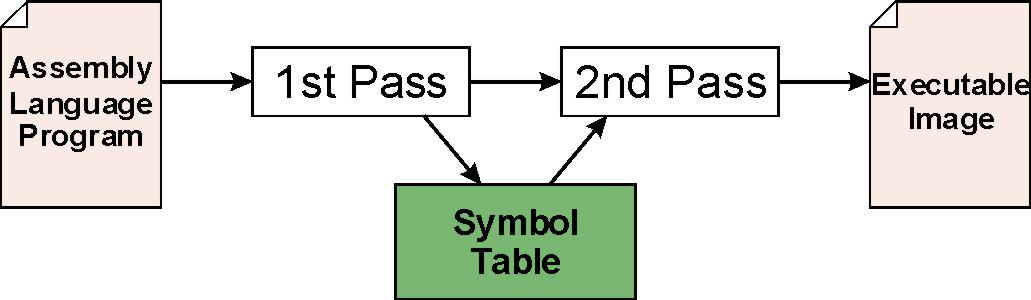 Assembly
Language
Program
1st Pass
2nd Pass
Executable
Image
Symbol
Table